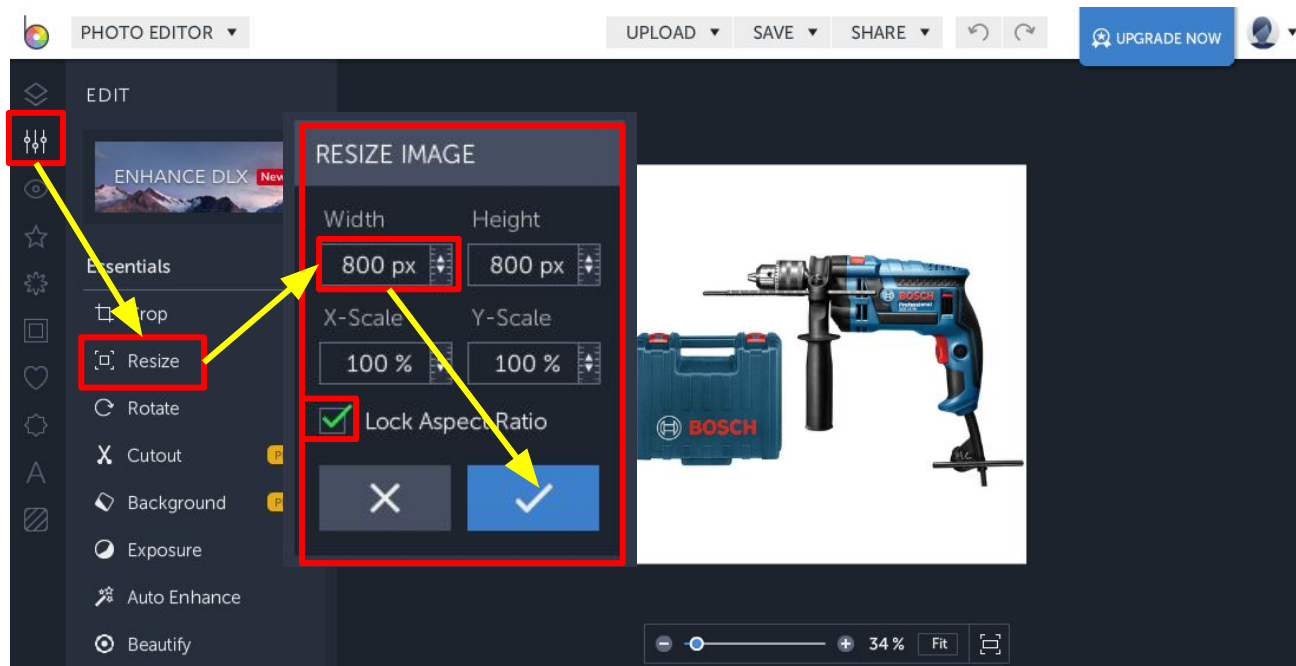 PHOTO EDITOR ▼
UPLOAD ▼
SAVE ▼
SHARE ▼
UPGRADE NOW
EDIT
ENHANCE DLX
Essentials
Crop
Resize
Rotate
Cutout
Background
Exposure
Auto Enhance
Beautify
RESIZE IMAGE
Width Height
800 px 800 px
X-Scale Y-Scale
100 % 100 %
Lock Aspect Ratio
BOSCH
Professional
BOSCH
34 % Fit